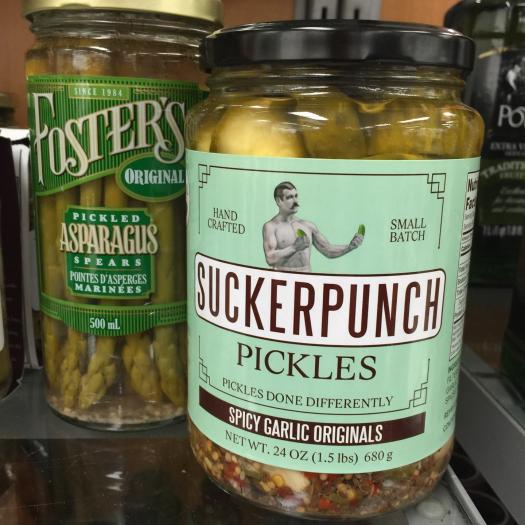 SINCE 1984
FOSTER'S
ORIGINAL
PICKLED
ASPARAGUS
SPEARS
POINTES D'ASPERGES
MARINÉES
500 mL
HAND
CRAFTED
SMALL
BATCH
SUCKERPUNCH
PICKLES
PICKLES DONE DIFFERENTLY
SPICY GARLIC ORIGINALS
NET WT. 24 OZ (1.5 lbs) 680 g